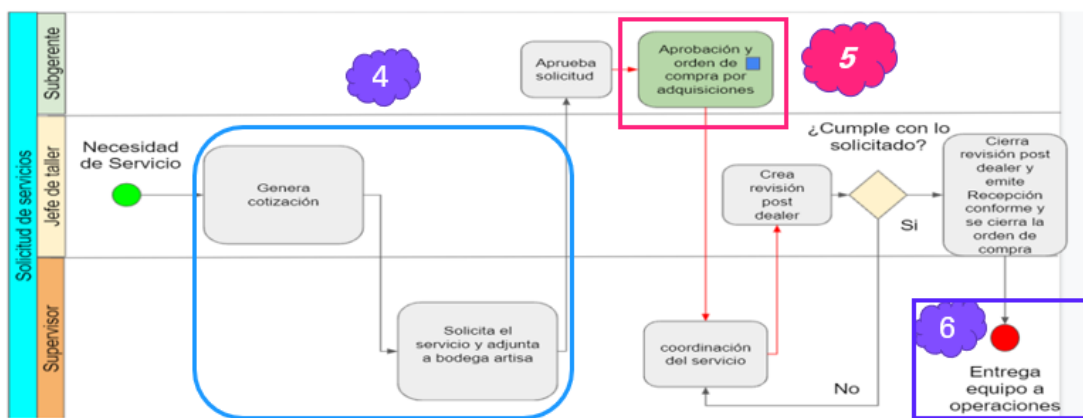 Solicitud de servicios
Subgerente
Jefe de taller
Supervisor
4
Aprueba
solicitud
Aprobación y
orden de
compra por
adquisiciones
5
Necesidad
de Servicio
Genera
cotización
Solicita el
servicio y adjunta
a bodega artisa
coordinación
del servicio
Crea
revisión
post
dealer
¿Cumple con lo
solicitado?
Si
No
Cierra
revisión post
dealer y
emite
Recepción
conforme y
se cierra la
orden de
compra
6
Entrega
equipo a
operaciones